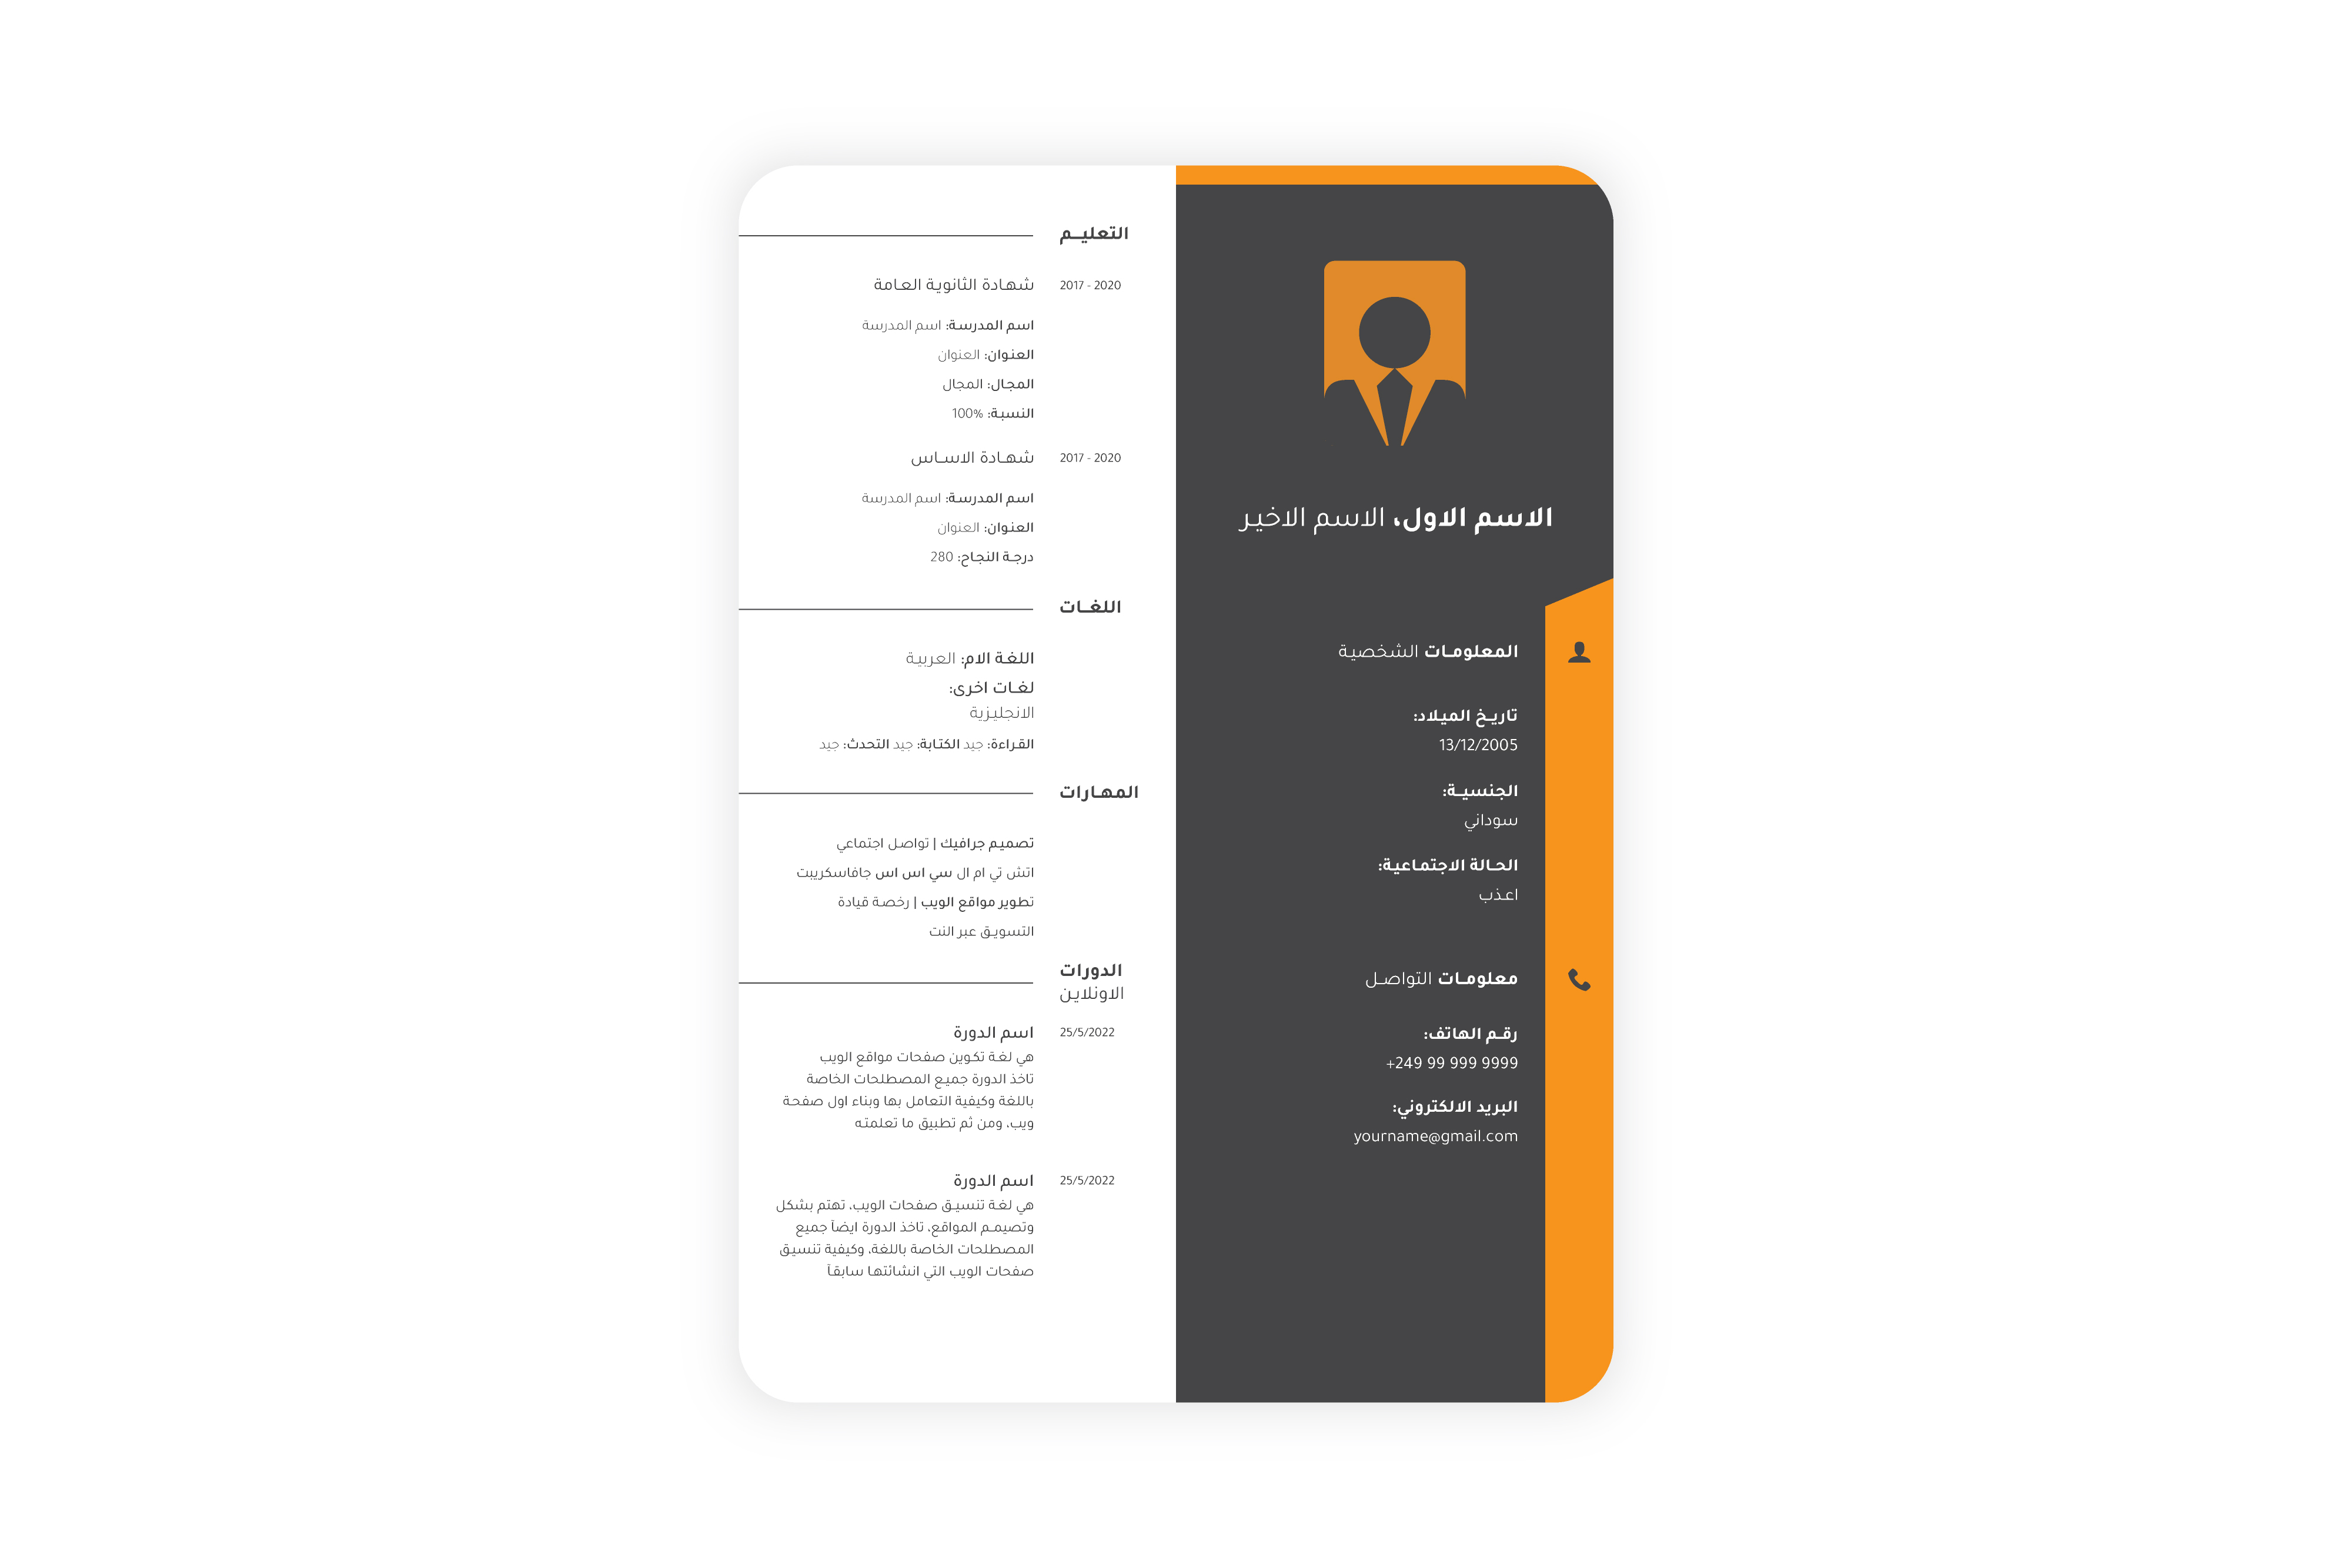 الاسم الاول، الاسم الاخير
المعلومات الشخصية
تاريخ الميلاد:
13/12/2005
الجنسية:
سوداني
الحالة الاجتماعية:
اعذب
معلومات التواصل
رقم الهاتف:
+249 99 999 9999
البريد الالكتروني:
yourname@gmail.com
التعليم
2017 - 2020 شهادة الثانوية العامة
اسم المدرسة: اسم المدرسة
العنوان: العنوان
المجال: المجال
النسبة: 100%
2017 - 2020 شهادة الاساس
اسم المدرسة: اسم المدرسة
العنوان: العنوان
درجة النجاح: 280
اللغات
اللغة الام: العربية
لغات اخرى:
الانجليزية
القراءة: جيد الكتابة: جيد التحدث: جيد
المهارات
تصميم جرافيك | تواصل اجتماعي
اتش تي ام ال سي اس اس جافاسكريبت
تطوير مواقع الويب | رخصة قيادة
التسويق عبر النت
الدورات
الاونلاين
25/5/2022 اسم الدورة
هي لغة تكوين صفحات مواقع الويب
تاخذ الدورة جميع المصطلحات الخاصة
باللغة وكيفية التعامل بها وبناء اول صفحة
ويب، ومن ثم تطبيق ما تعلمته
25/5/2022 اسم الدورة
هي لغة تنسيق صفحات الويب، تهتم بشكل
وتصيمم المواقع، تاخذ الدورة ايضاً جميع
المصطلحات الخاصة باللغة، وكيفية تنسيق
صفحات الويب التي انشائتها سابقاً